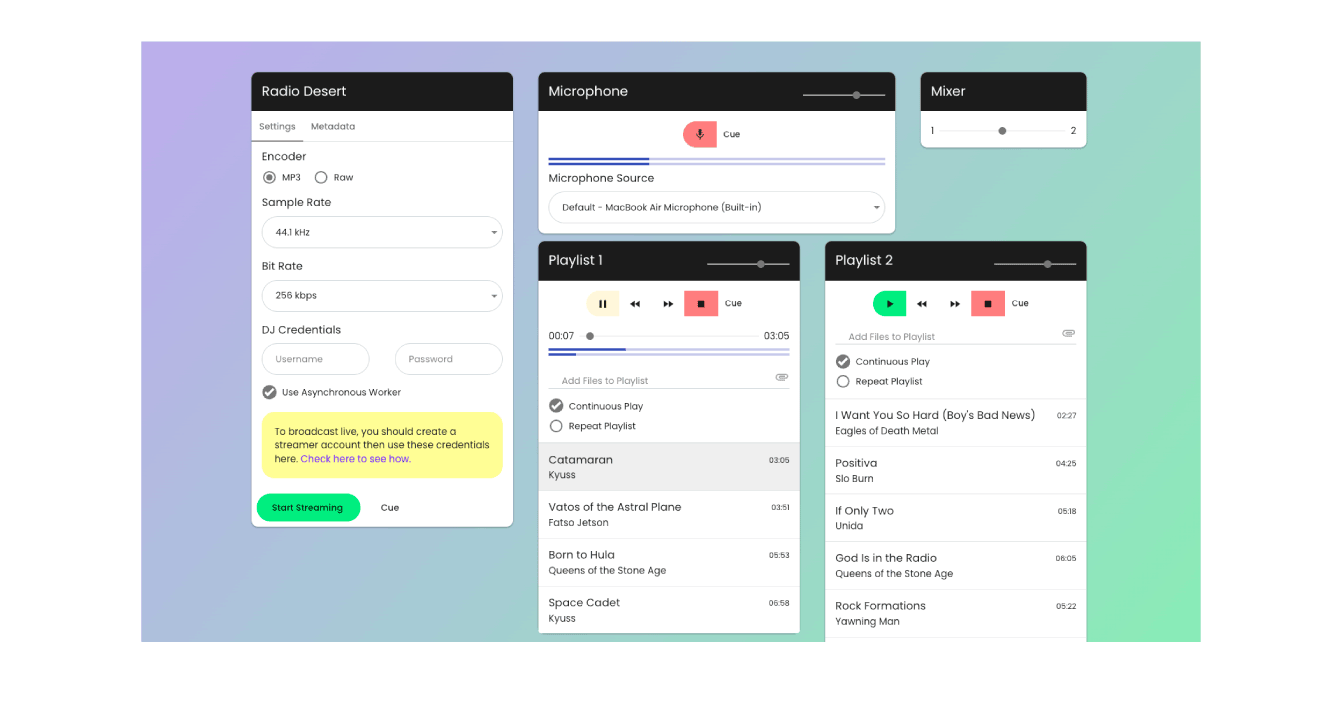 Radio Desert
Settings Metadata
Encoder
MP3 Raw
Sample Rate
44.1 kHz
Bit Rate
256 kbps
DJ Credentials
Username Password
Use Asynchronous Worker
To broadcast live, you should create a
streamer account then use these credentials
here. Check here to see how.
Start Streaming Cue
Microphone
Cue
Microphone Source
Default - MacBook Air Microphone (Built-in)
Mixer
1 2
Playlist 1
Cue
00:07 03:05
Add Files to Playlist
Continuous Play
Repeat Playlist
Catamaran 03:05
Kyuss
Vatos of the Astral Plane 03:51
Fatso Jetson
Born to Hula 05:53
Queens of the Stone Age
Space Cadet 06:58
Kyuss
Playlist 2
Cue
Add Files to Playlist
Continuous Play
Repeat Playlist
I Want You So Hard (Boy's Bad News) 02:27
Eagles of Death Metal
Positiva 04:25
Slo Burn
If Only Two 05:18
Unida
God Is in the Radio 06:05
Queens of the Stone Age
Rock Formations 05:22
Yawning Man